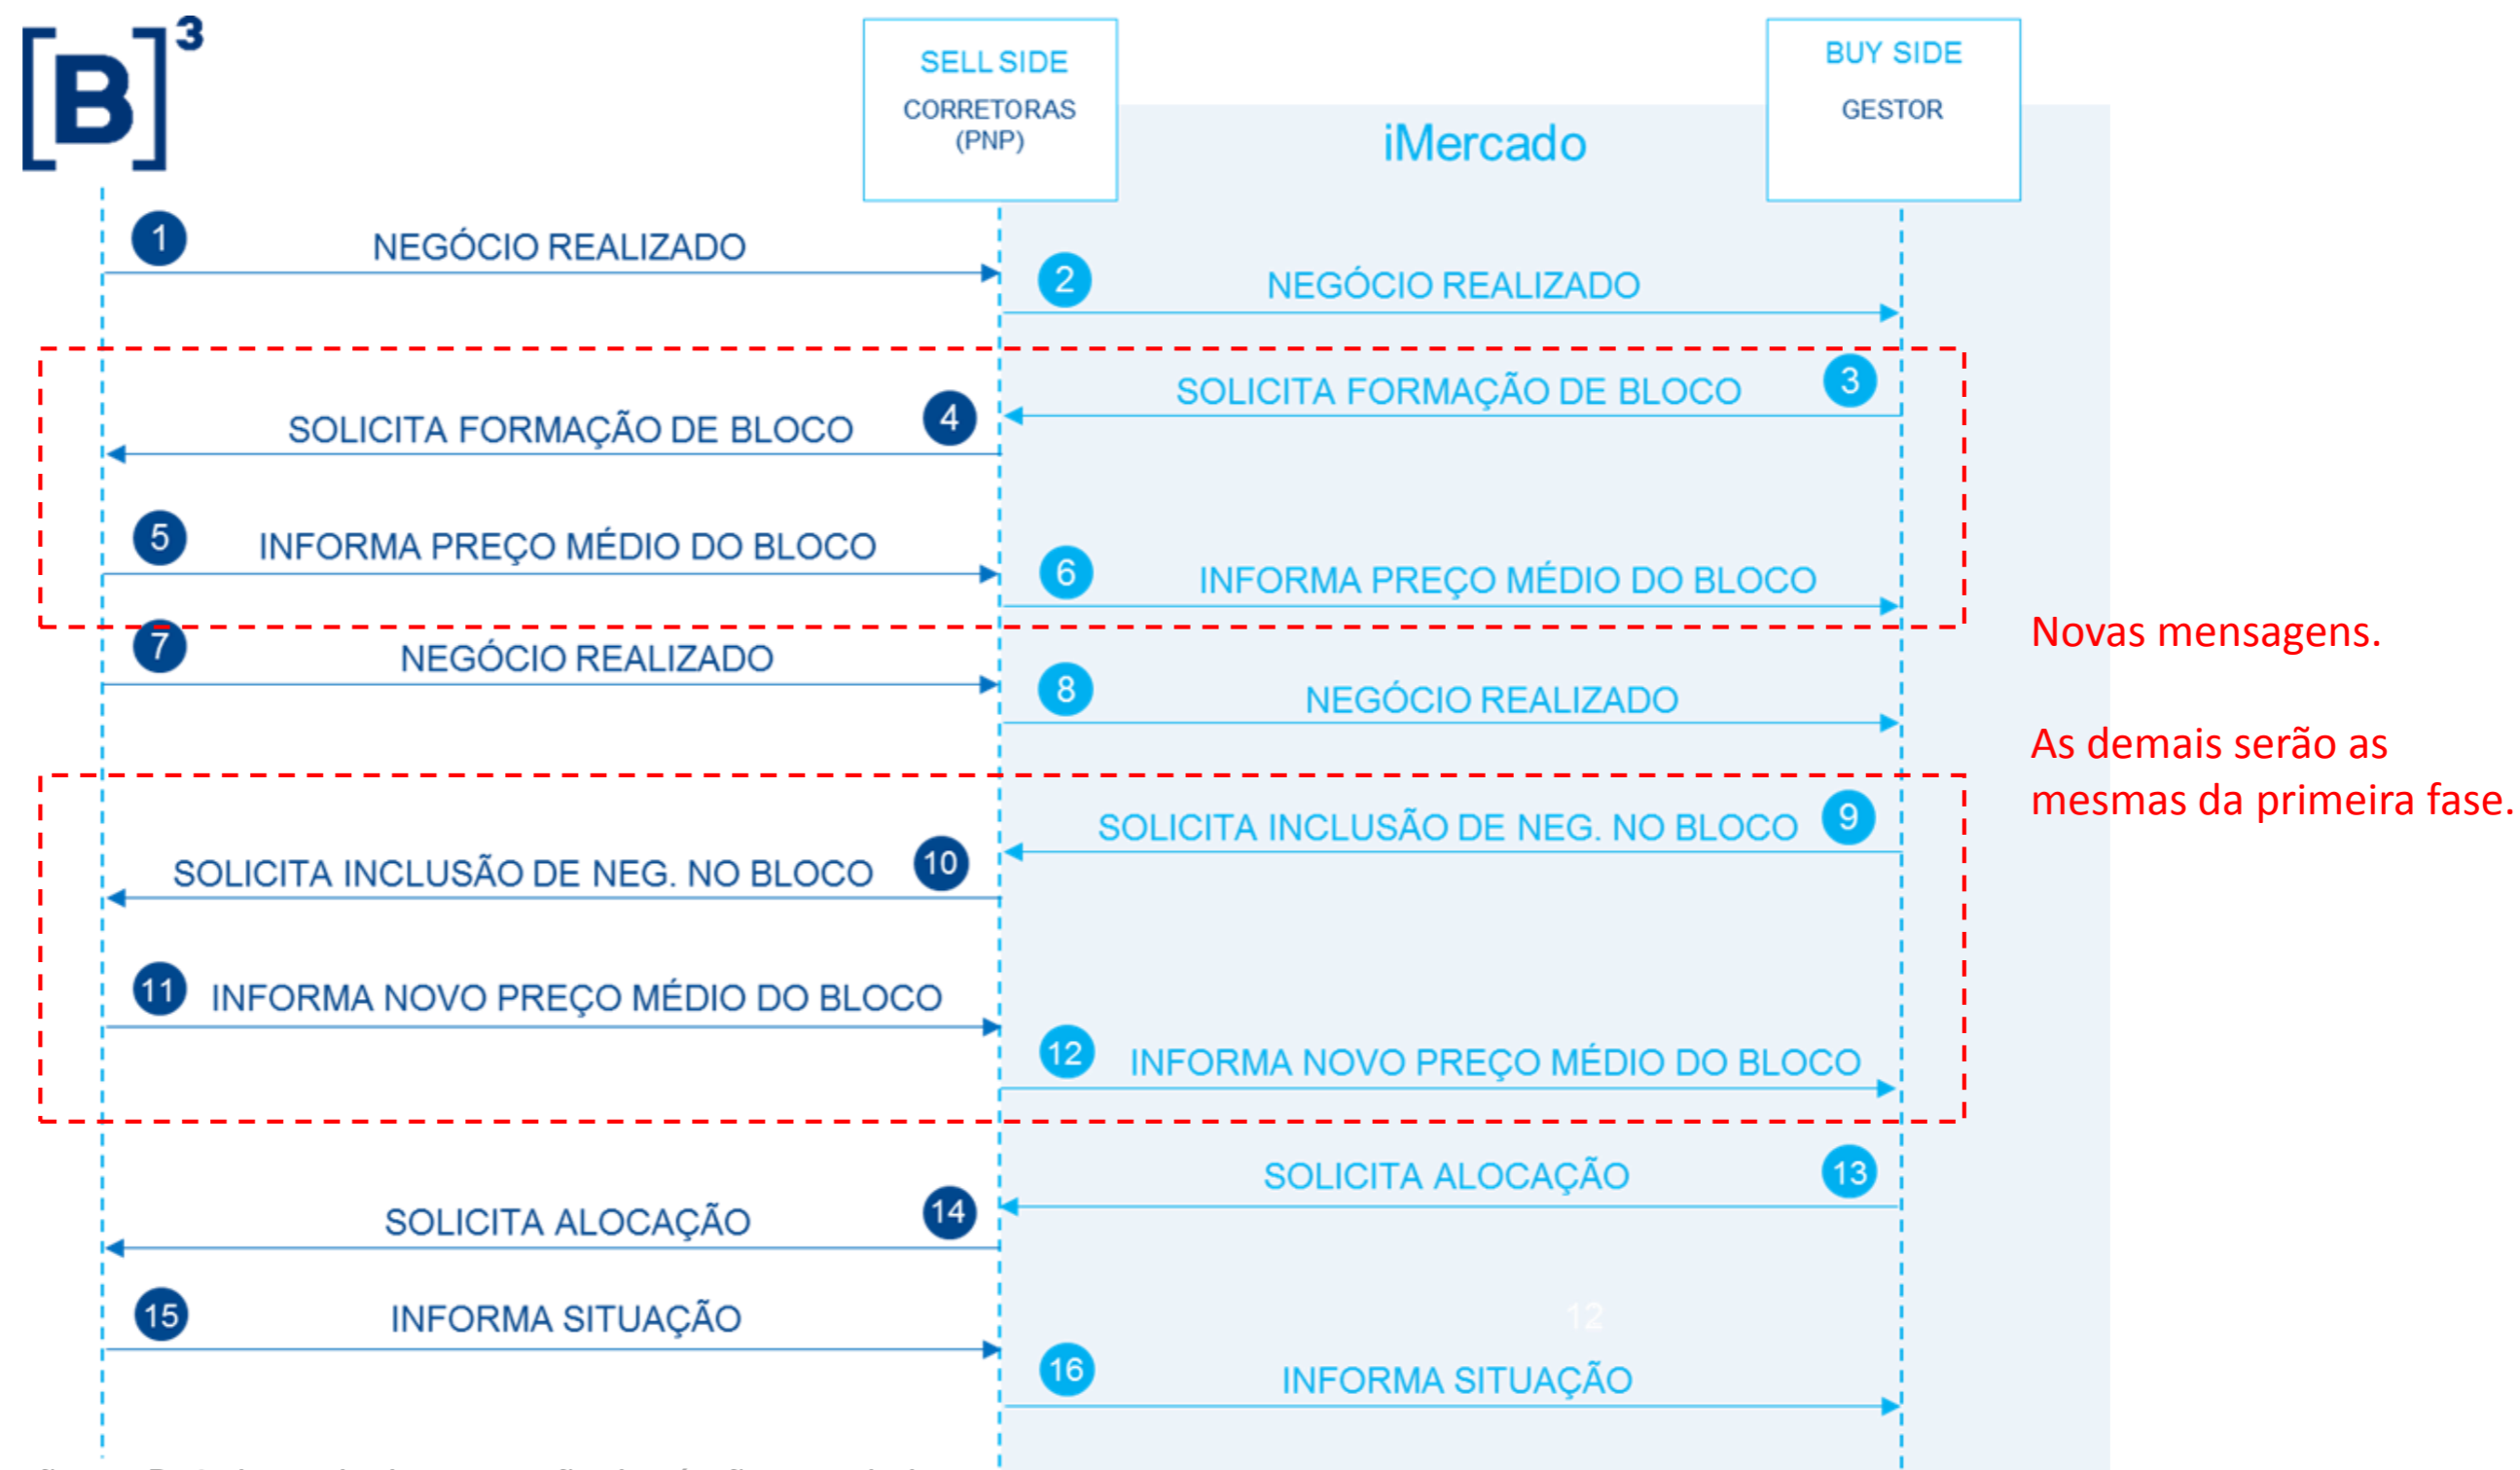 [B]³
SELL SIDE
CORRETORAS
(PNP)
iMercado
BUY SIDE
GESTOR
1
NEGÓCIO REALIZADO
2
NEGÓCIO REALIZADO
SOLICITA FORMAÇÃO DE BLOCO
3
SOLICITA FORMAÇÃO DE BLOCO
4
5
INFORMA PREÇO MÉDIO DO BLOCO
6
INFORMA PREÇO MÉDIO DO BLOCO
7
NEGÓCIO REALIZADO
8
NEGÓCIO REALIZADO
Novas mensagens.
As demais serão as
mesmas da primeira fase.
SOLICITA INCLUSÃO DE NEG. NO BLOCO
9
SOLICITA INCLUSÃO DE NEG. NO BLOCO
10
11
INFORMA NOVO PREÇO MÉDIO DO BLOCO
12
INFORMA NOVO PREÇO MÉDIO DO BLOCO
SOLICITA ALOCAÇÃO
13
SOLICITA ALOCAÇÃO
14
15
INFORMA SITUAÇÃO
12
16
INFORMA SITUAÇÃO